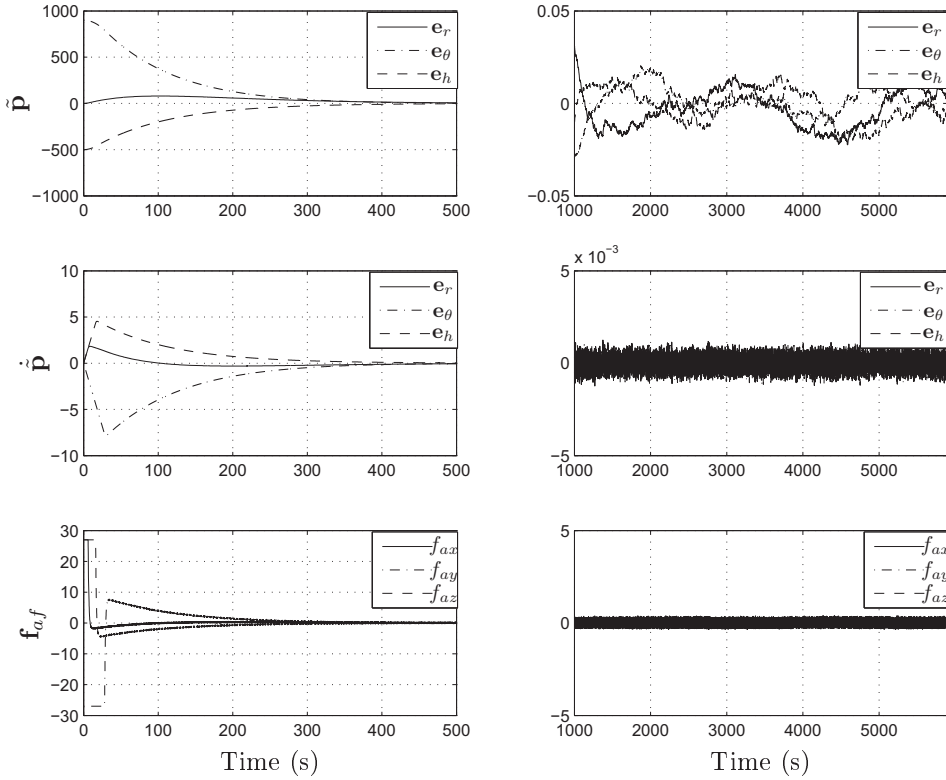 1000
500
0
−500
−1000
p̃
0 100 200 300 400 500
e_r
e_θ
e_h
0.05
0
−0.05
1000 2000 3000 4000 5000
e_r
e_θ
e_h
10
5
0
−5
−10
p̃̇
0 100 200 300 400 500
e_r
e_θ
e_h
x 10^−3
5
0
−5
1000 2000 3000 4000 5000
e_r
e_θ
e_h
30
20
10
0
−10
−20
−30
f_af
0 100 200 300 400 500
Time (s)
f_ax
f_ay
f_az
5
0
−5
1000 2000 3000 4000 5000
Time (s)
f_ax
f_ay
f_az